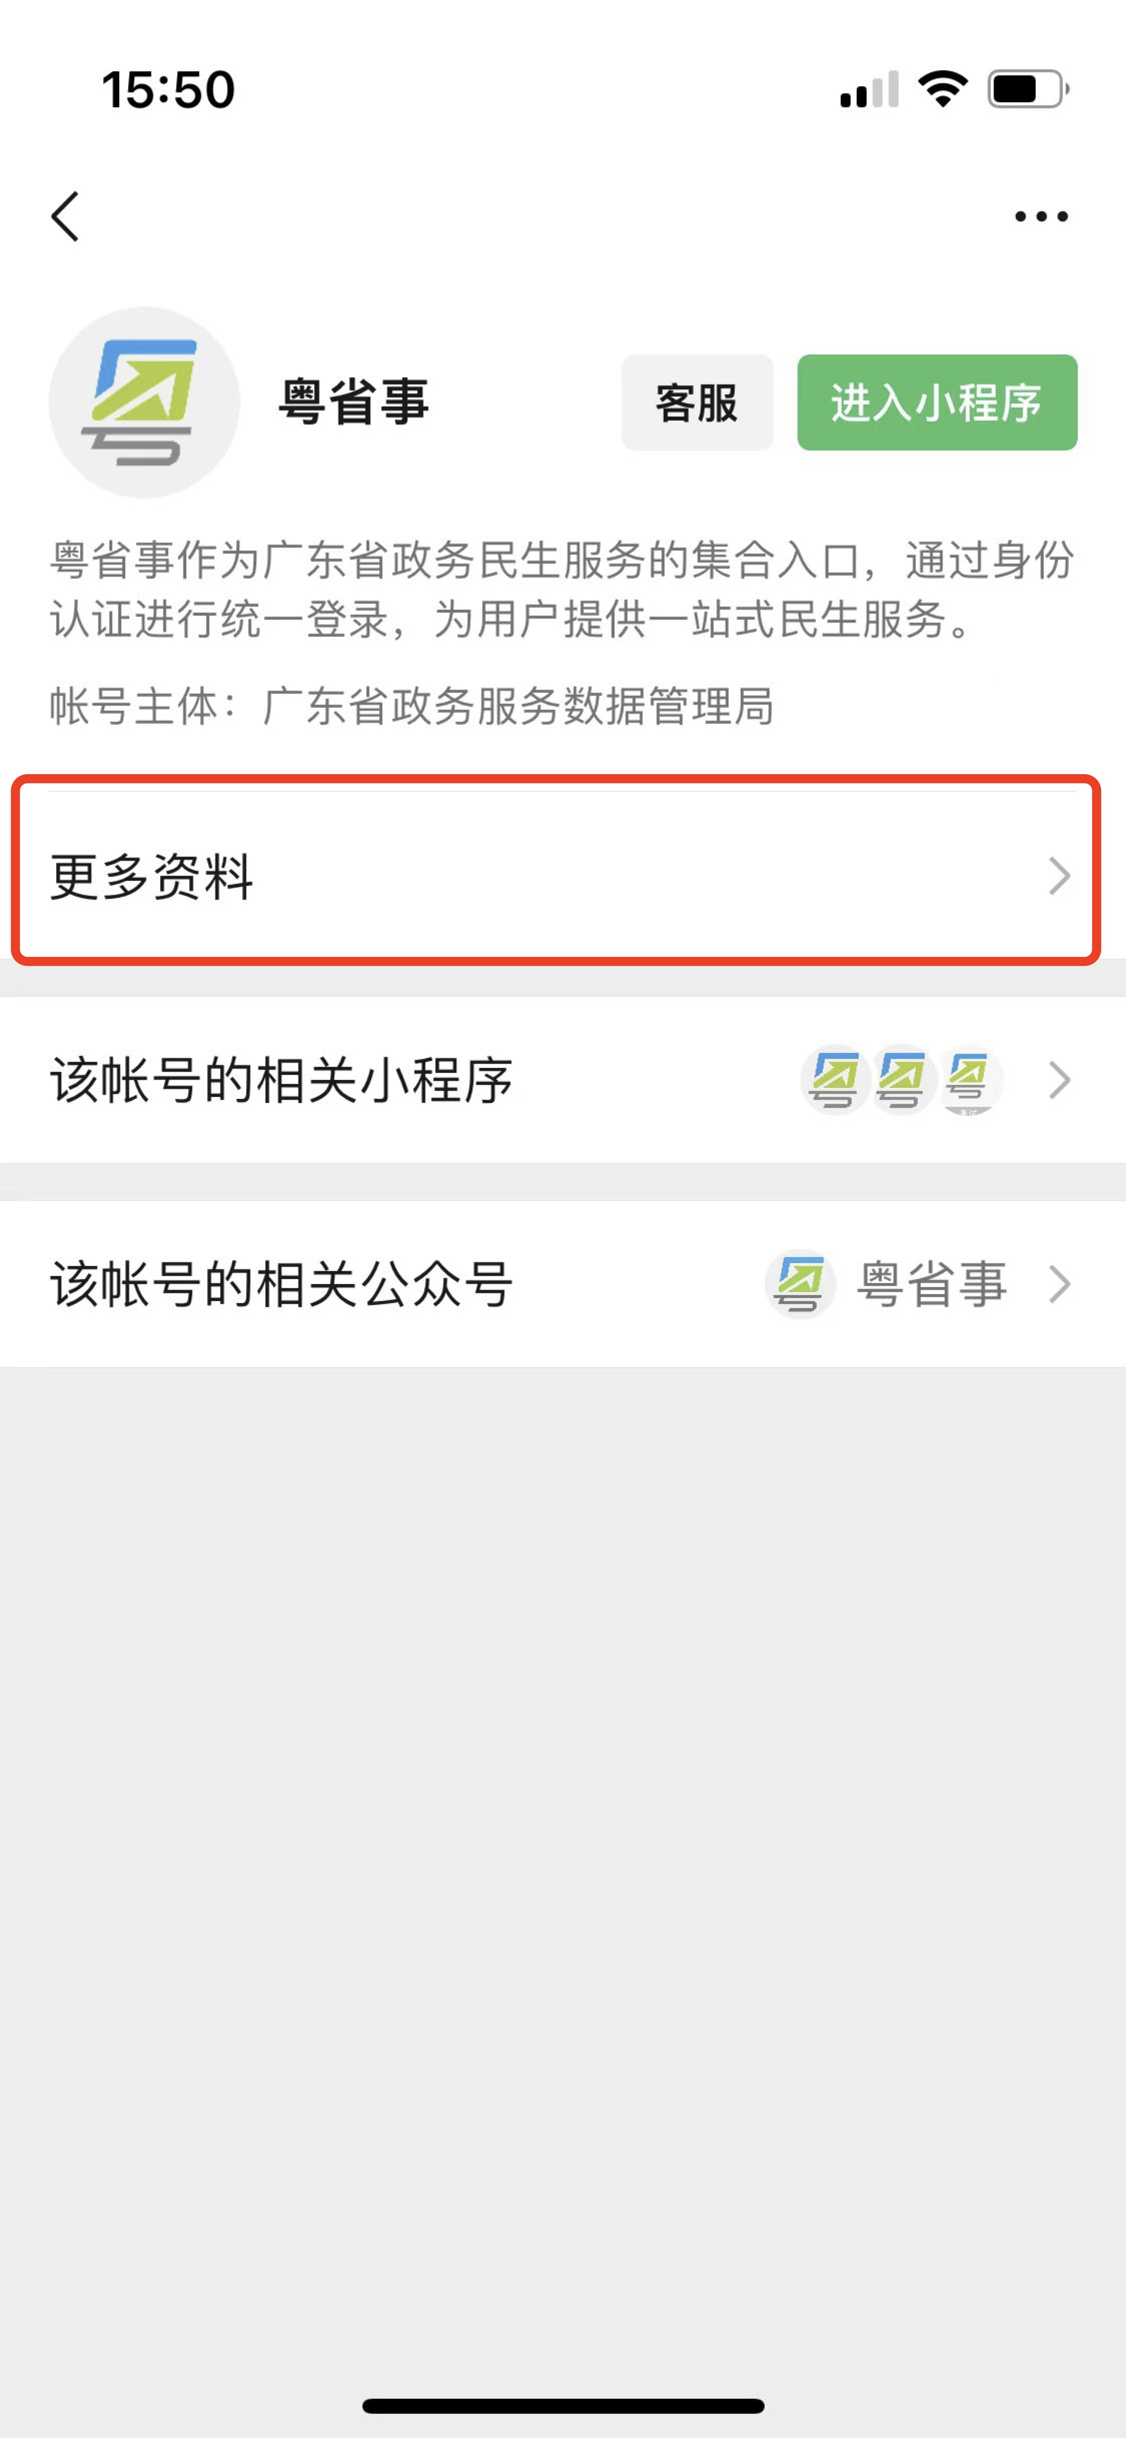 15:50
粤省事
客服
进入小程序
粤省事作为广东省政务民生服务的集合入口，通过身份
认证进行统一登录，为用户提供一站式民生服务。
帐号主体：广东省政务服务数据管理局
更多资料
该帐号的相关小程序
该帐号的相关公众号
粤省事